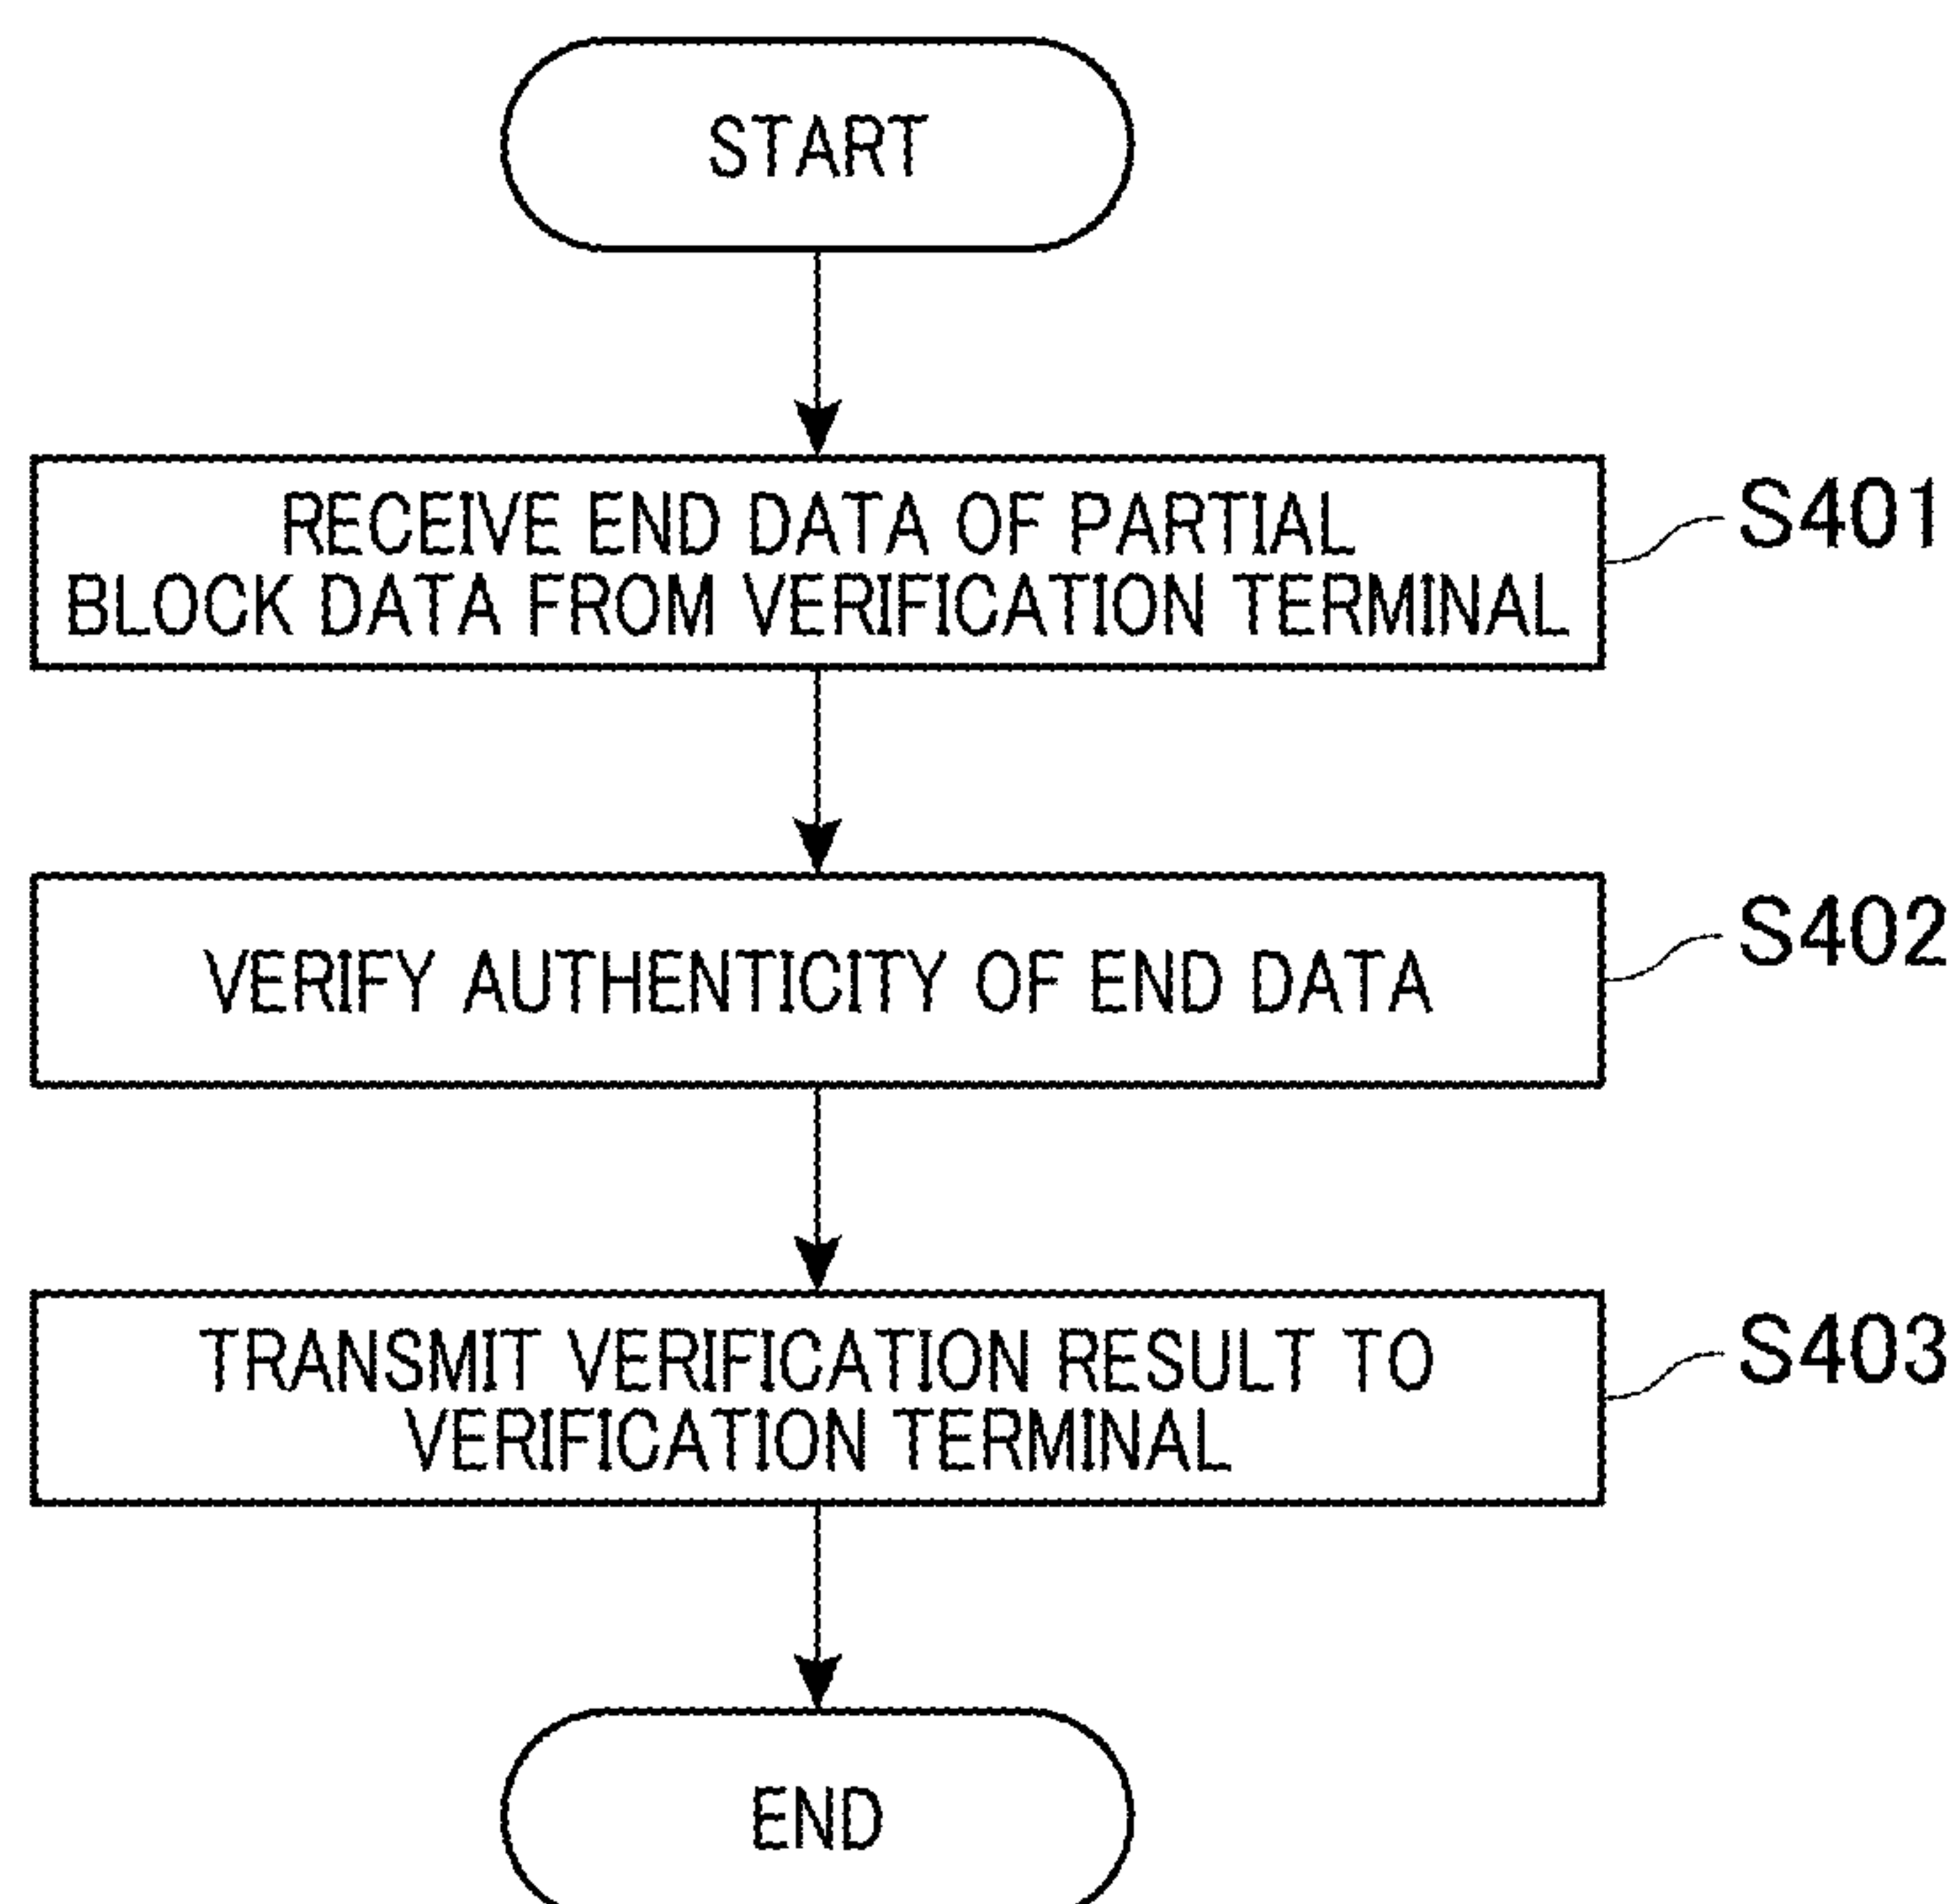 START
RECEIVE END DATA OF PARTIAL
BLOCK DATA FROM VERIFICATION TERMINAL
S401
VERIFY AUTHENTICITY OF END DATA
S402
TRANSMIT VERIFICATION RESULT TO
VERIFICATION TERMINAL
S403
END